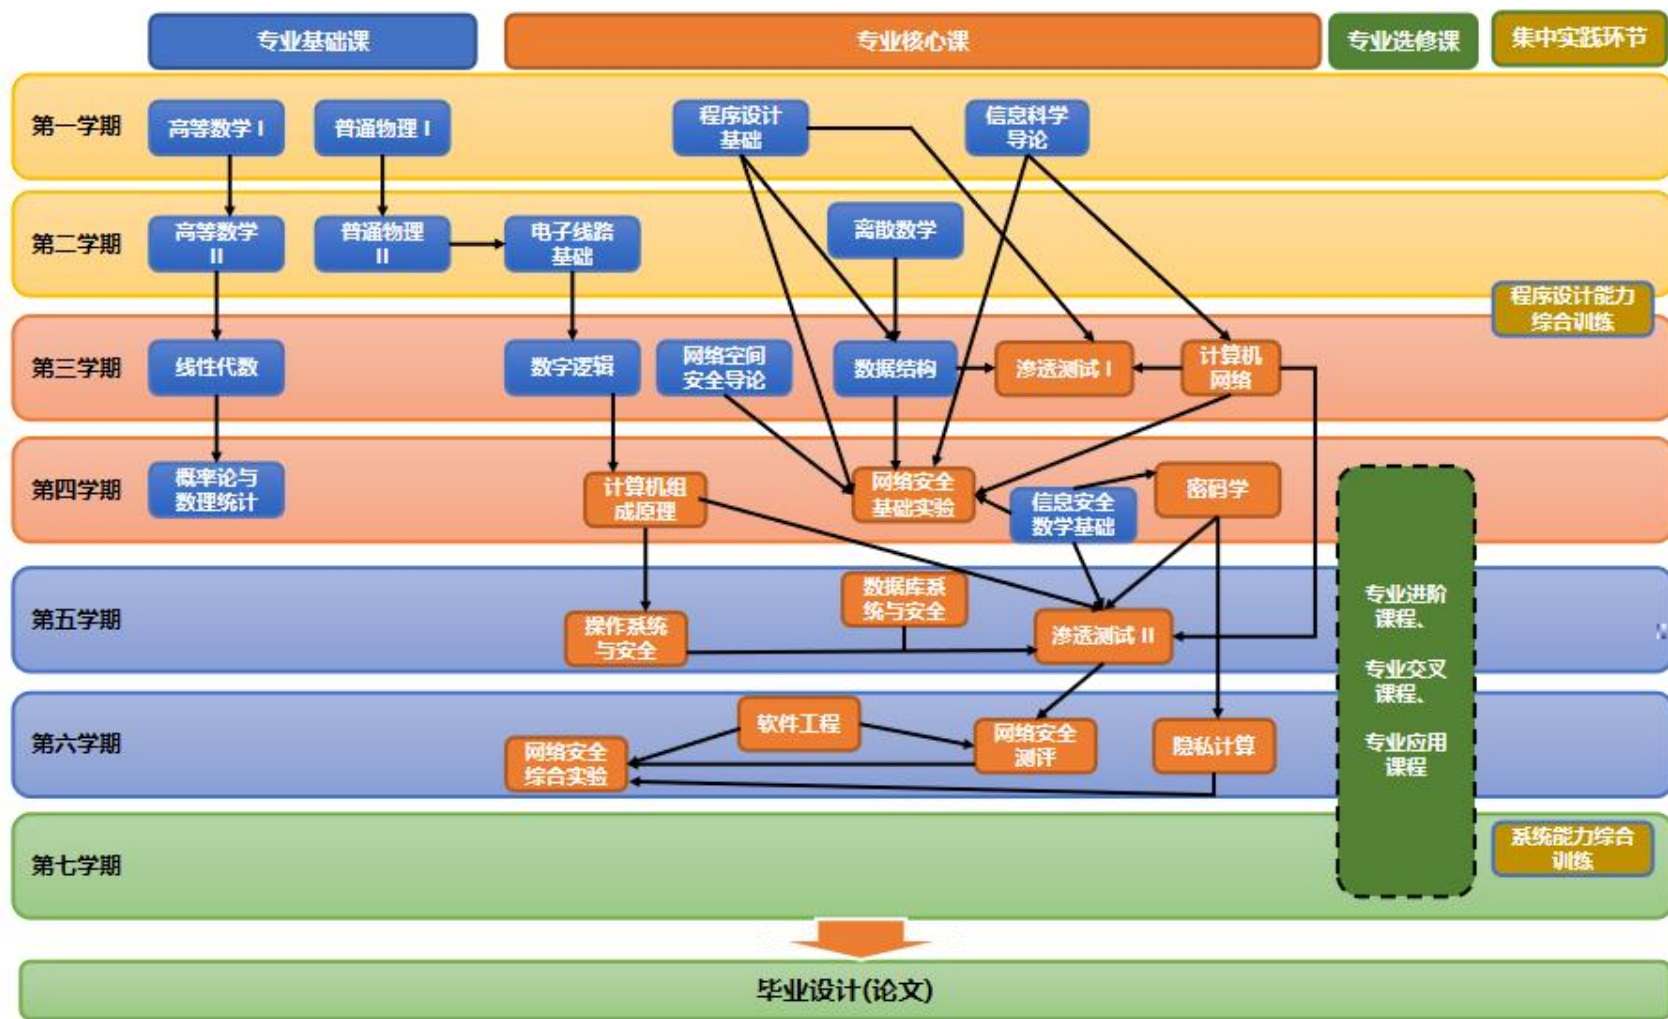 专业基础课
专业核心课
专业选修课
集中实践环节
第一学期
高等数学 I
普通物理 I
程序设计
基础
信息科学
导论
第二学期
高等数学
II
普通物理
II
电子线路
基础
离散数学
程序设计能力
综合训练
第三学期
线性代数
数字逻辑
网络空间
安全导论
数据结构
渗透测试 I
计算机
网络
第四学期
概率论与
数理统计
计算机组
成原理
网络安全
基础实验
信息安全
数学基础
密码学
第五学期
操作系统
与安全
数据库系
统与安全
渗透测试 II
专业进阶
课程、
专业交叉
课程、
专业应用
课程
第六学期
网络安全
综合实验
软件工程
网络安全
测评
隐私计算
第七学期
系统能力综合
训练
毕业设计(论文)